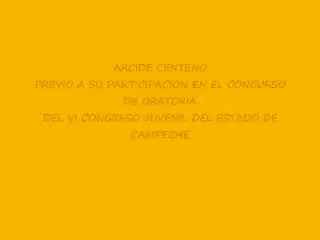 ARCIDE CENTENO
PREVIO A SU PARTICIPACION EN EL CONCURSO
DE ORATORIA.
DEL VI CONGRESO JUVENIL DEL ESTADO DE
CAMPECHE